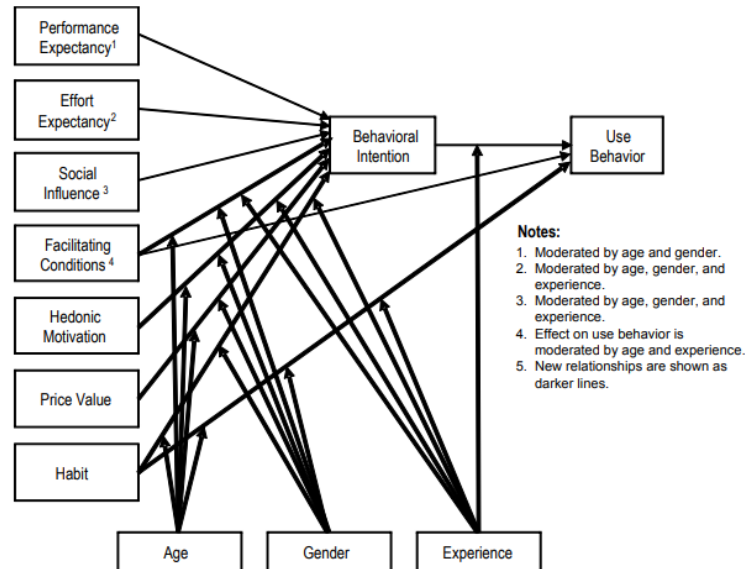 Performance
Expectancy1
Effort
Expectancy2
Social
Influence 3
Facilitating
Conditions 4
Hedonic
Motivation
Price Value
Habit
Behavioral
Intention
Use
Behavior
Notes:
1. Moderated by age and gender.
2. Moderated by age, gender, and
experience.
3. Moderated by age, gender, and
experience.
4. Effect on use behavior is
moderated by age and experience.
5. New relationships are shown as
darker lines.
Age
Gender
Experience